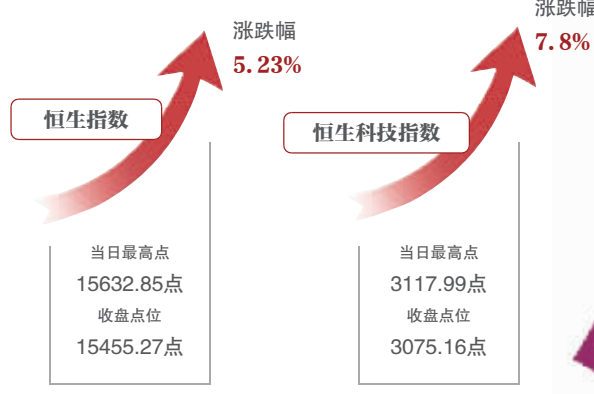 涨跌幅
5.23%
恒生指数
当日最高点
15632.85点
收盘点位
15455.27点
涨跌幅
7.8%
恒生科技指数
当日最高点
3117.99点
收盘点位
3075.16点